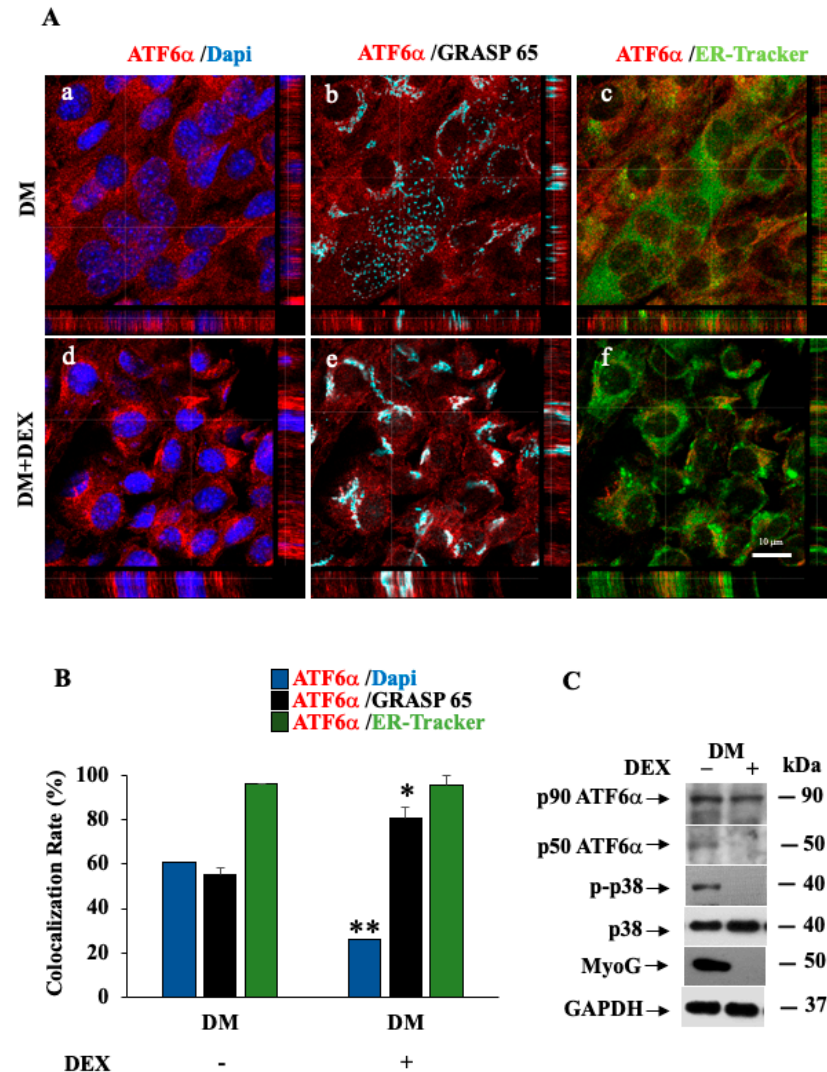 A
ATF6α /Dapi ATF6α /GRASP 65 ATF6α /ER-Tracker
DM a b c
DM+DEX d e f
10 µm
B
ATF6α /Dapi
ATF6α /GRASP 65
ATF6α /ER-Tracker
Colocalization Rate (%)
100
80
60
40
20
0
*
**
DM DM
DEX - +
C
DM
DEX – + kDa
p90 ATF6α – 90
p50 ATF6α – 50
p-p38 – 40
p38 – 40
MyoG – 50
GAPDH – 37